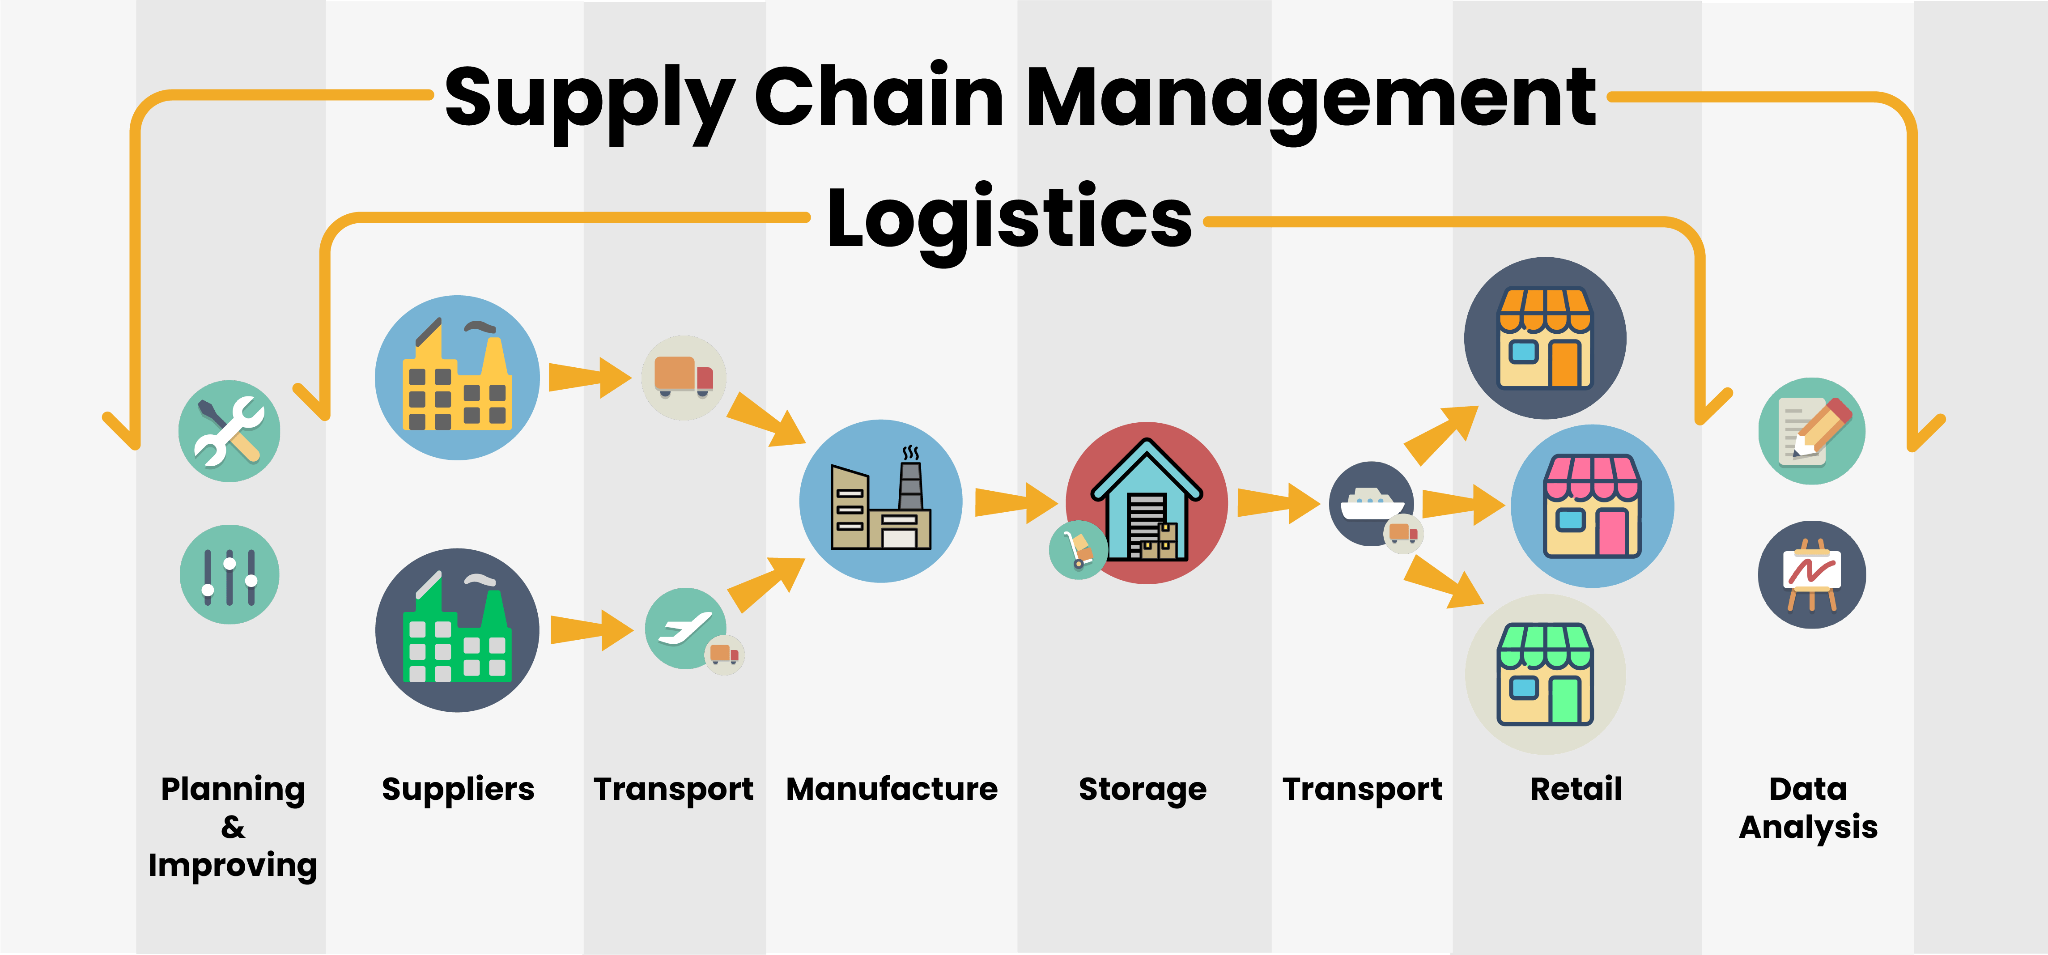 Supply Chain Management
Logistics
Planning
&
Improving
Suppliers
Transport
Manufacture
Storage
Transport
Retail
Data
Analysis